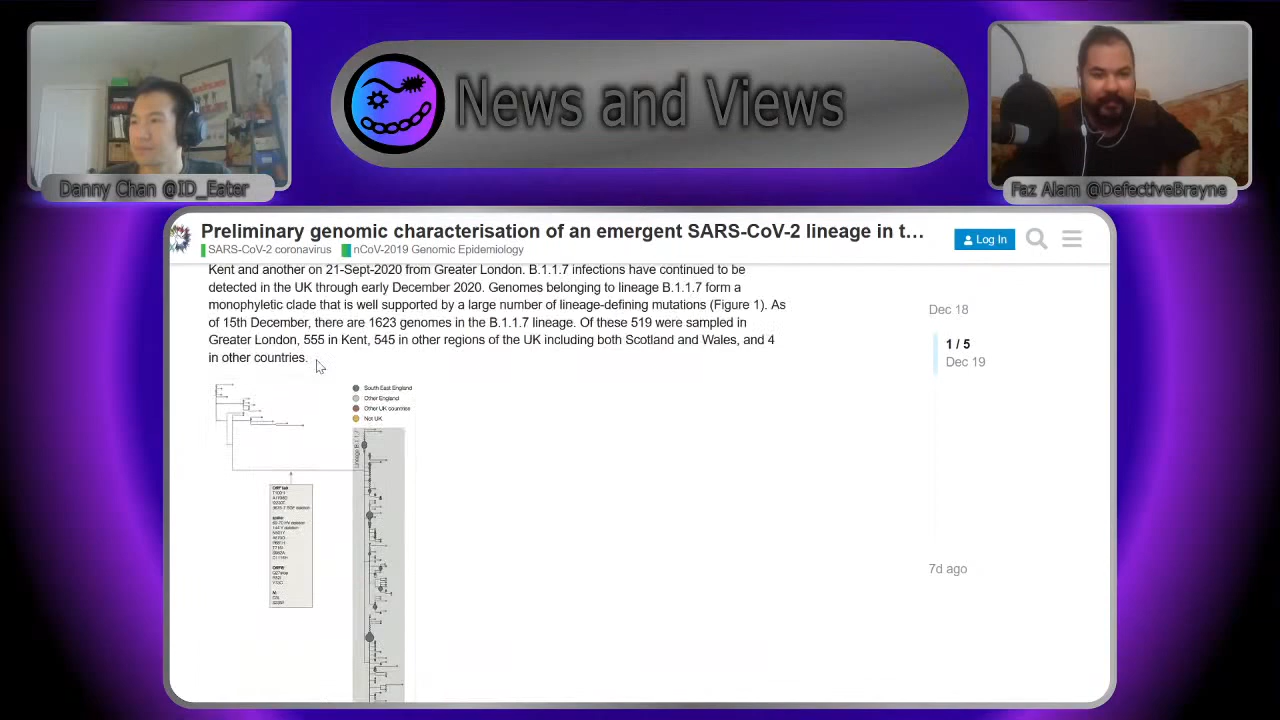 News and Views
Danny Chan @ID_Eater
Faz Alam @DefectiveBrayne
Preliminary genomic characterisation of an emergent SARS-CoV-2 lineage in t…
SARS-CoV-2 coronavirus nCoV-2019 Genomic Epidemiology
Log In
Kent and another on 21-Sept-2020 from Greater London. B.1.1.7 infections have continued to
detected in the UK through early December 2020. Genomes belonging to lineage B.1.1.7 form a
monophyletic clade that is well supported by a large number of lineage-defining mutations (Figure 1). As
of 15th December, there are 1623 genomes in the B.1.1.7 lineage. Of these 519 were sampled in
Greater London, 555 in Kent, 545 in other regions of the UK including both Scotland and Wales, and 4
in other countries.
Dec 18
1 / 5
Dec 19
7d ago
South East England
Other England
Other UK countries
Not UK
Lineage B.1.1.7